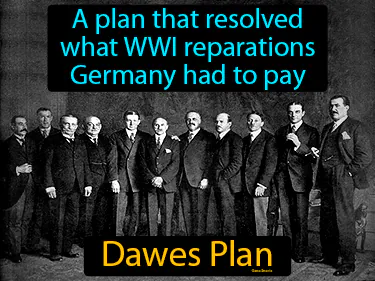 A plan that resolved
what WWI reparations
Germany had to pay
Dawes Plan